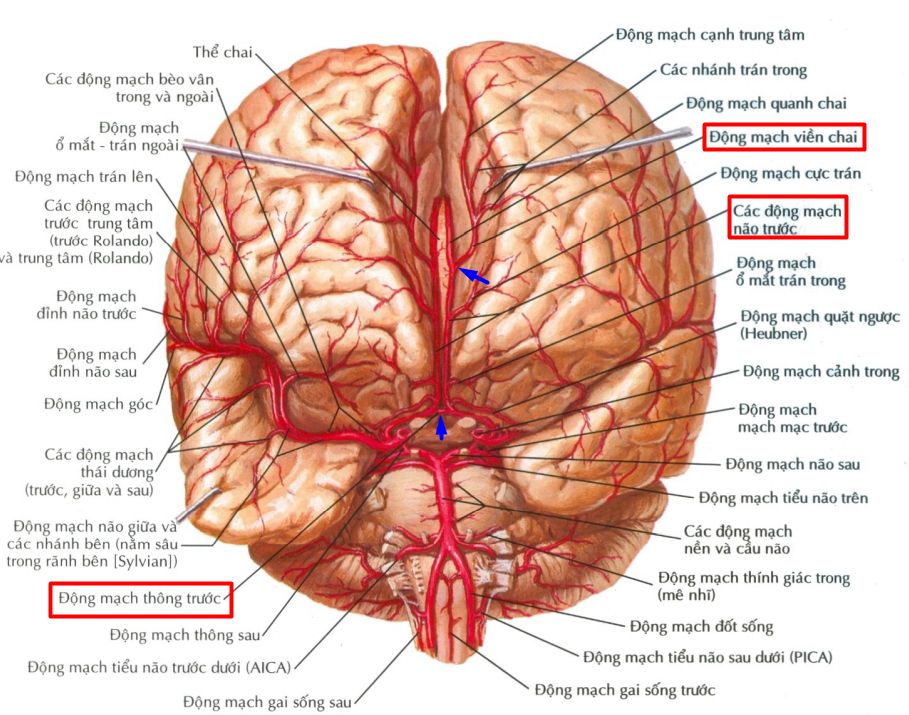 Thể chai
Các động mạch bèo vân
trong và ngoài
Động mạch
ổ mắt - trán ngoài
Động mạch trán lên
Các động mạch
trước trung tâm
(trước Rolando)
và trung tâm (Rolando)
Động mạch
đỉnh não trước
Động mạch
đỉnh não sau
Động mạch góc
Các động mạch
thái dương
(trước, giữa và sau)
Động mạch não giữa và
các nhánh bên (nằm sâu
trong rãnh bên [Sylvian])
Động mạch thông trước
Động mạch thông sau
Động mạch tiểu não trước dưới (AICA)
Động mạch gai sống sau
Động mạch cạnh trung tâm
Các nhánh trán trong
Động mạch quanh chai
Động mạch viền chai
Động mạch cực trán
Các động mạch
não trước
Động mạch
ổ mắt trán trong
Động mạch quặt ngược
(Heubner)
Động mạch cảnh trong
Động mạch
mạch mạc trước
Động mạch não sau
Động mạch tiểu não trên
Các động mạch
nền và cầu não
Động mạch thính giác trong
(mê nhĩ)
Động mạch đốt sống
Động mạch tiểu não sau dưới (PICA)
Động mạch gai sống trước